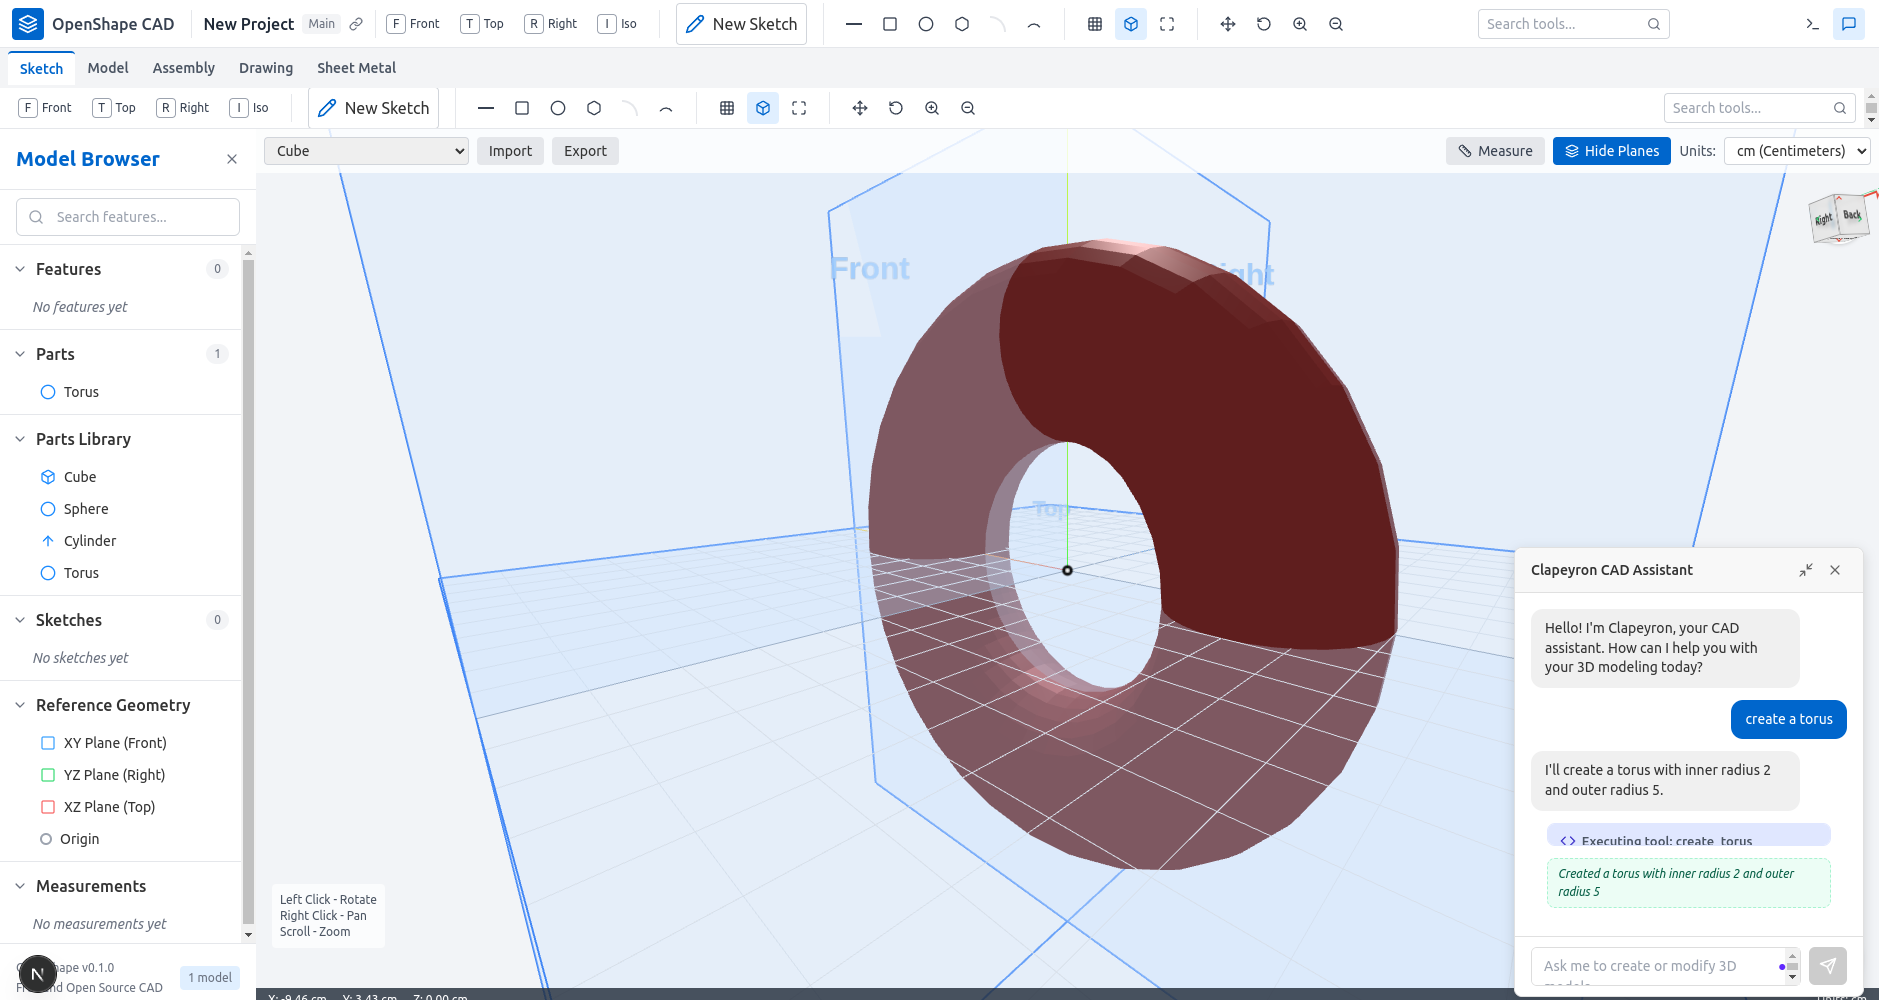 OpenShape CAD
New Project
Main
F Front
T Top
R Right
I Iso
New Sketch
Search tools...
Sketch
Model
Assembly
Drawing
Sheet Metal
F Front
T Top
R Right
I Iso
New Sketch
Search tools...
Model Browser
Search features...
Features 0
No features yet
Parts 1
Torus
Parts Library
Cube
Sphere
Cylinder
Torus
Sketches 0
No sketches yet
Reference Geometry
XY Plane (Front)
YZ Plane (Right)
XZ Plane (Top)
Origin
Measurements
No measurements yet
v0.1.0
Open Source CAD
N
1 model
Cube
Import
Export
Measure
Hide Planes
Units:
cm (Centimeters)
Right
Back
Front
Top
Left Click - Rotate
Right Click - Pan
Scroll - Zoom
X: -9.46 cm Y: 3.43 cm Z: 0.00 cm
Clapeyron CAD Assistant
Hello! I'm Clapeyron, your CAD
assistant. How can I help you with
your 3D modeling today?
create a torus
I'll create a torus with inner radius 2
and outer radius 5.
Executing tool: create_torus
Created a torus with inner radius 2 and outer
radius 5
Ask me to create or modify 3D